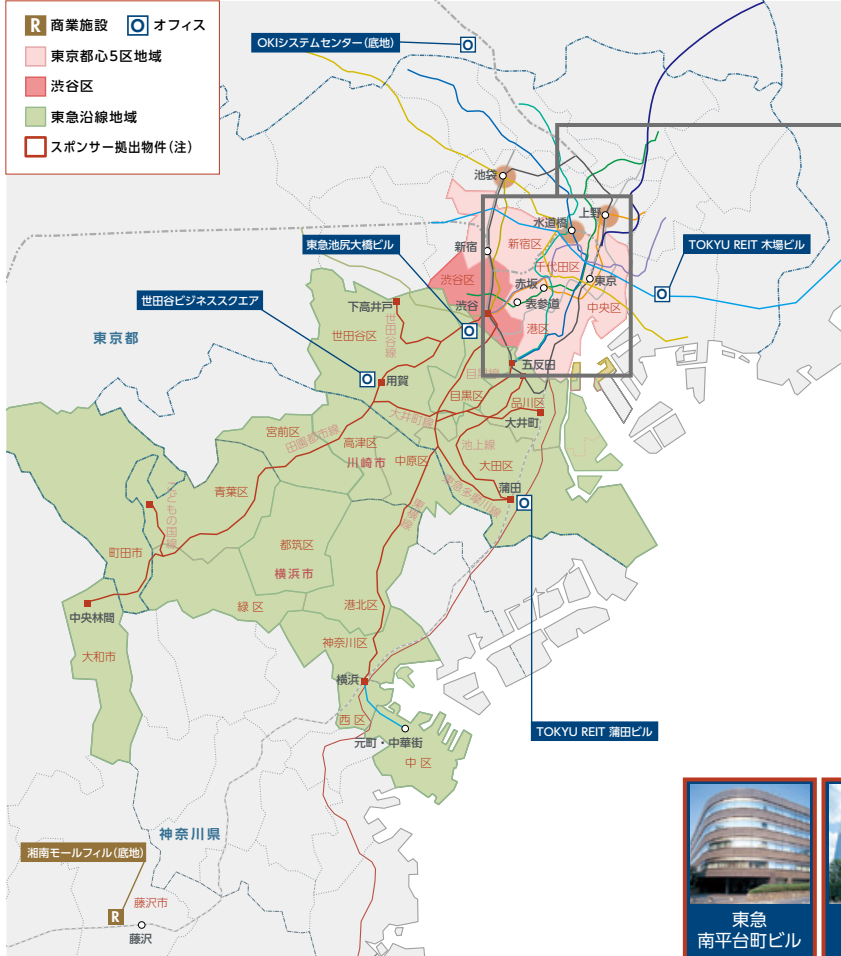 R 商業施設 O オフィス
東京都心5区地域
渋谷区
東急沿線地域
スポンサー拠出物件(注)
OKIシステムセンター(底地)
池袋
上野
水道橋
新宿
新宿区
東急池尻大橋ビル
TOKYU REIT 木場ビル
千代田区
渋谷区
赤坂
東京
世田谷ビジネススクエア
下高井戸
渋谷
表参道
中央区
東京都
世田谷区
世田谷線
港区
五反田
目黒線
用賀
目黒区
品川区
大井町線
大井町
宮前区
田園都市線
高津区
池上線
川崎市
中原区
大田区
青葉区
蒲田
東急多摩川線
こどもの国線
東横線
町田市
都筑区
横浜市
中央林間
緑区
港北区
大和市
神奈川区
横浜
西区
TOKYU REIT 蒲田ビル
元町・中華街
中区
神奈川県
湘南モールフィル(底地)
藤沢市
R
藤沢
東急
南平台町ビル